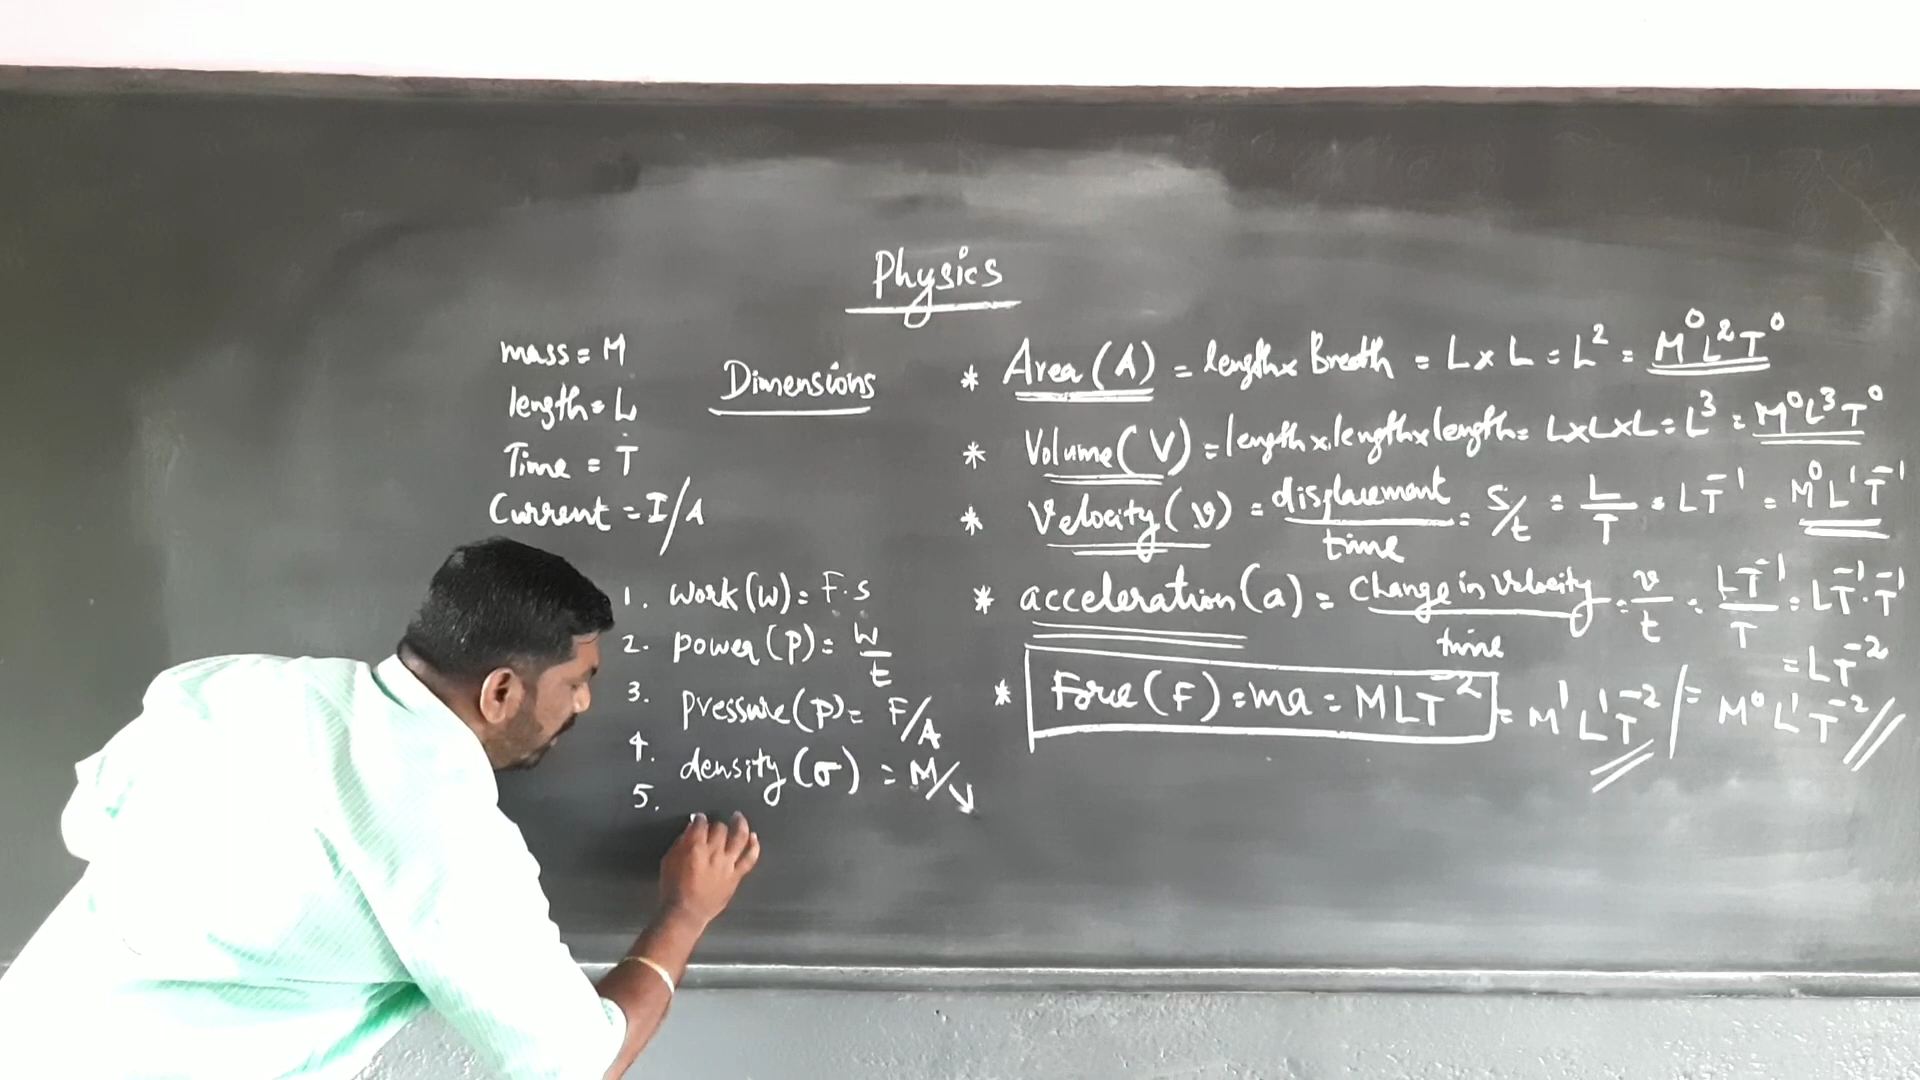 Physics
mass = M
length = L
Time = T
Current = I/A
Dimensions
1. Work (W) = F.s
2. power (p) = W/t
3. pressure (p) = F/A
4. density (σ) = M/V
5.
* Area (A) = length x Breath = L x L = L² = M⁰L²T⁰
* Volume (V) = length x length x length = LxLxL = L³ = M⁰L³T⁰
* Velocity (v) = displacement/time = s/t = L/T = LT⁻¹ = M⁰L¹T⁻¹
* acceleration (a) = Change in velocity/time = v/t = LT⁻¹/T = LT⁻¹.T⁻¹
= LT⁻²
= M⁰L¹T⁻²
* Force (F) = ma = MLT⁻² = M¹L¹T⁻²